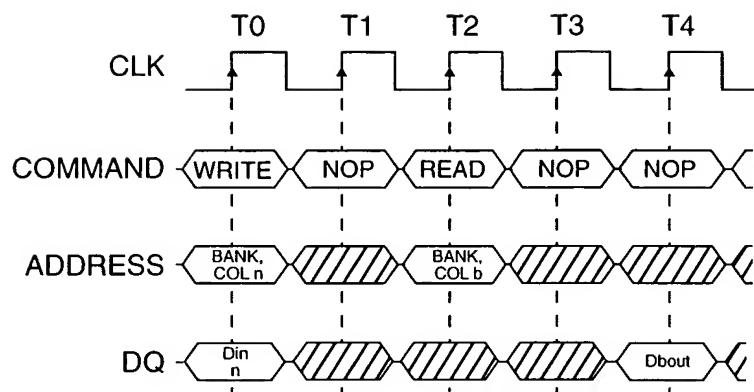 T0 T1 T2 T3 T4
CLK
COMMAND WRITE NOP READ NOP NOP
ADDRESS BANK, COL n BANK, COL b
DQ Din n Dbout